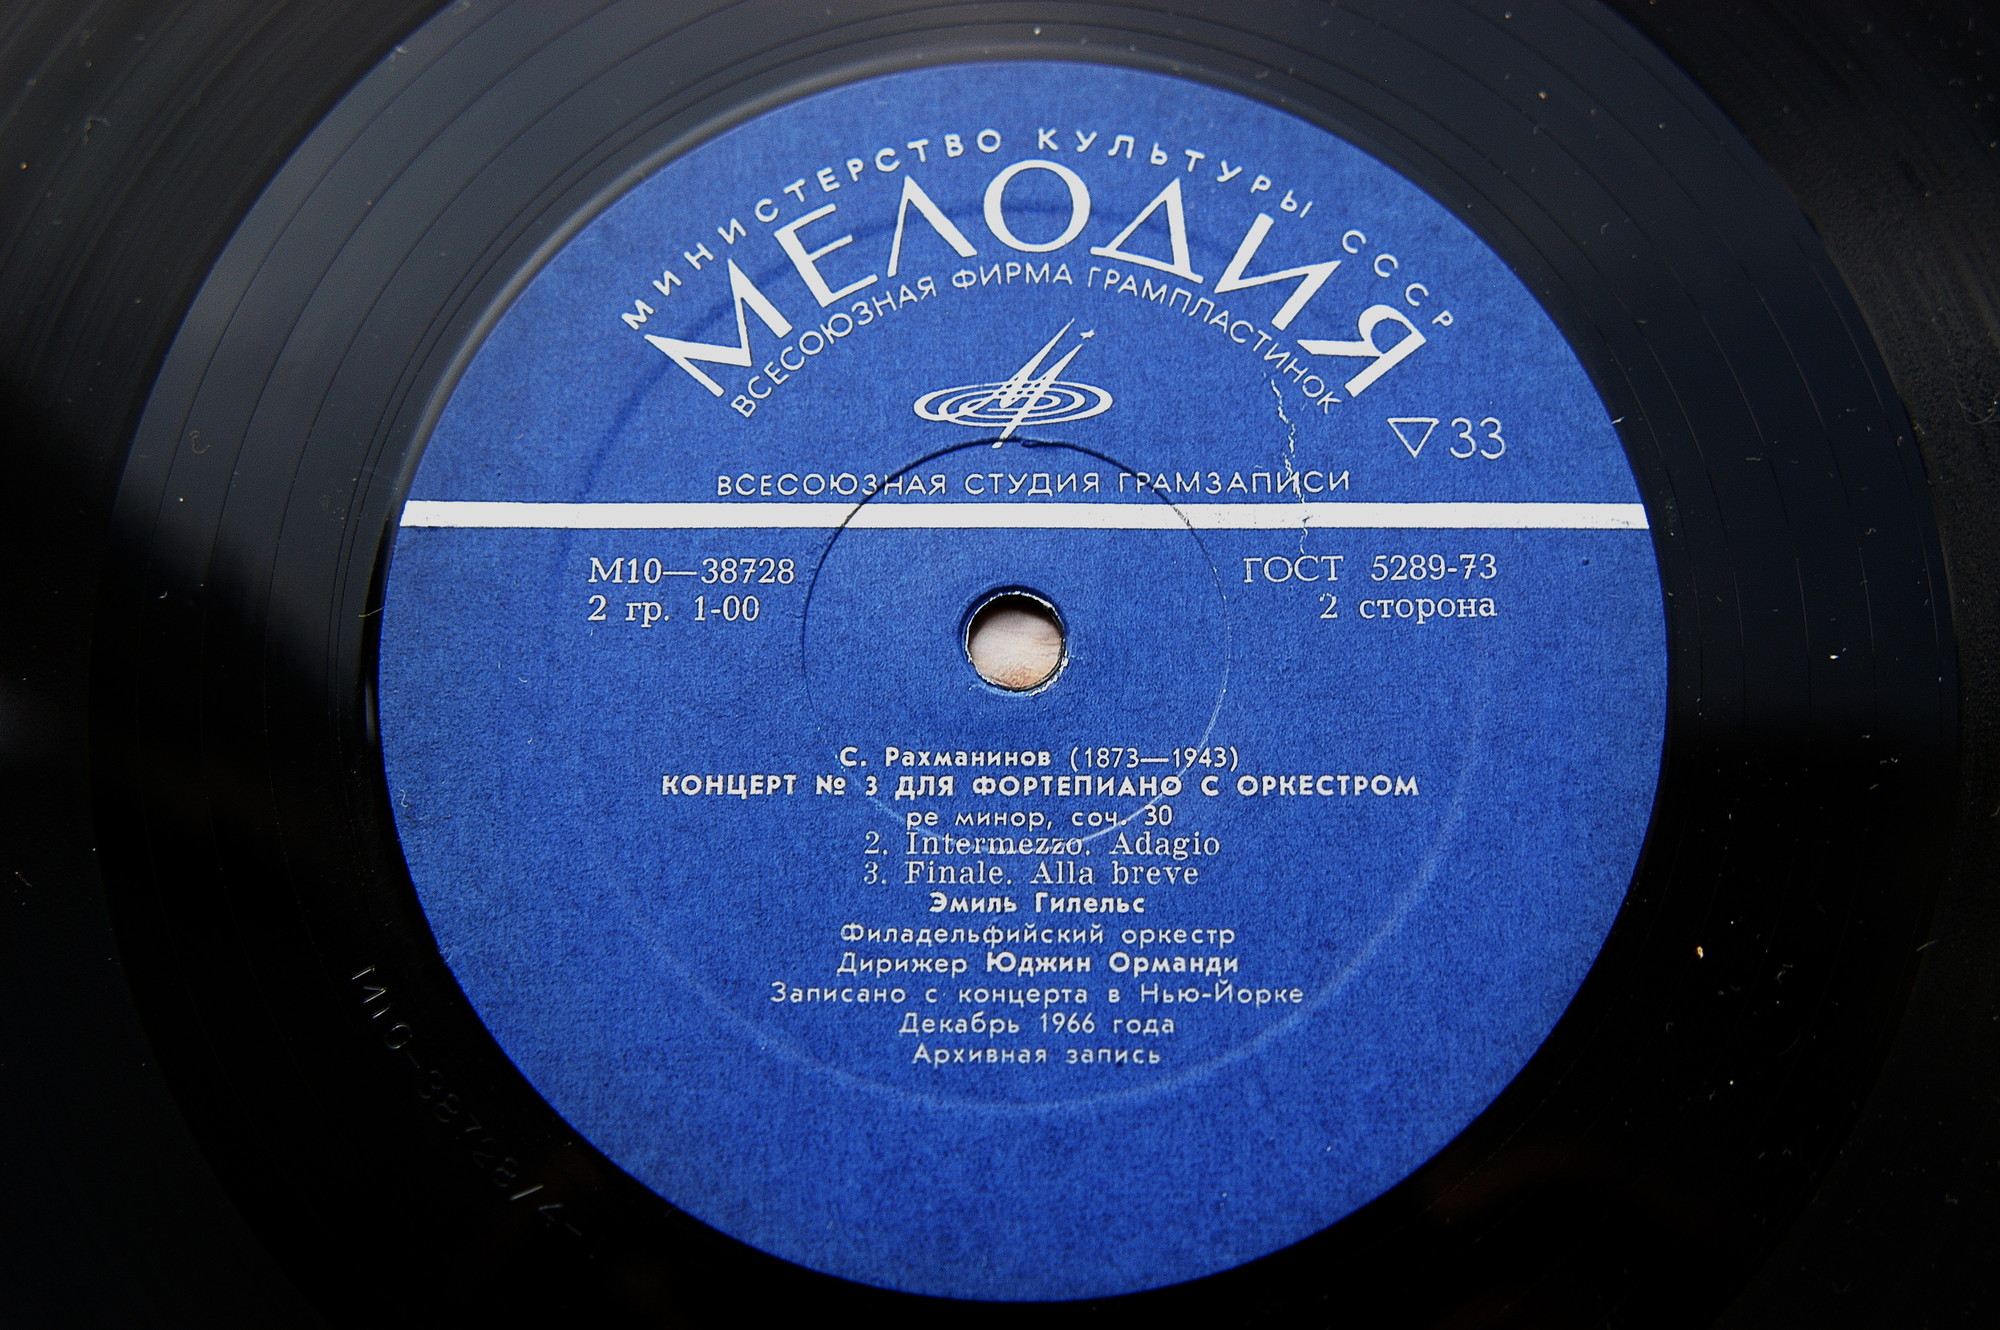 МИНИСТЕРСТВО КУЛЬТУРЫ СССР
МЕЛОДИЯ
ВСЕСОЮЗНАЯ ФИРМА ГРАМПЛАСТИНОК
▽33
ВСЕСОЮЗНАЯ СТУДИЯ ГРАМЗАПИСИ
М10—38728
ГОСТ 5289-73
2 гр. 1-00
2 сторона
С. Рахманинов (1873—1943)
КОНЦЕРТ № 3 ДЛЯ ФОРТЕПИАНО С ОРКЕСТРОМ
ре минор, соч. 30
2. Intermezzo. Adagio
3. Finale. Alla breve
Эмиль Гилельс
Филадельфийский оркестр
Дирижер Юджин Орманди
Записано с концерта в Нью-Йорке
Декабрь 1966 года
Архивная запись